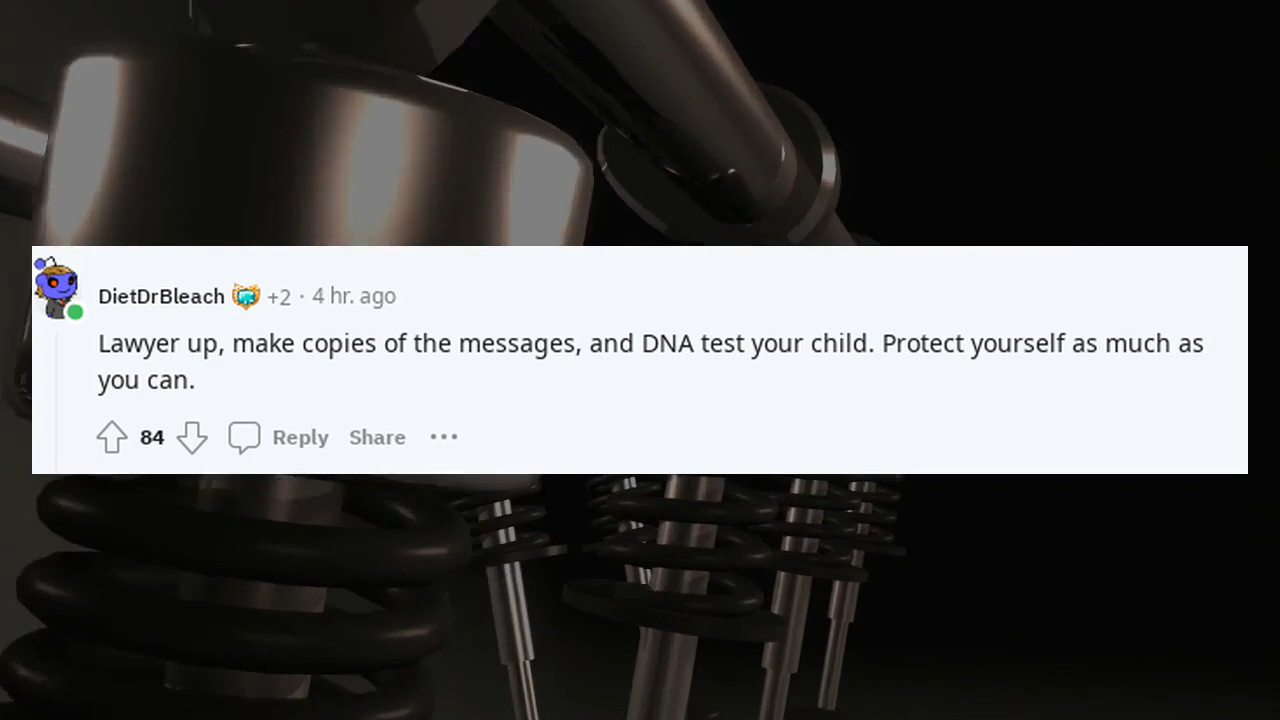 DietDrBleach +2 · 4 hr. ago
Lawyer up, make copies of the messages, and DNA test your child. Protect yourself as much as
you can.
84 Reply Share •••